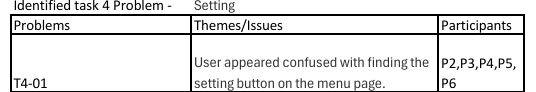 Identified task 4 Problem - Setting
Problems Themes/Issues Participants
User appeared confused with finding the P2,P3,P4,P5,
T4-01 setting button on the menu page. P6